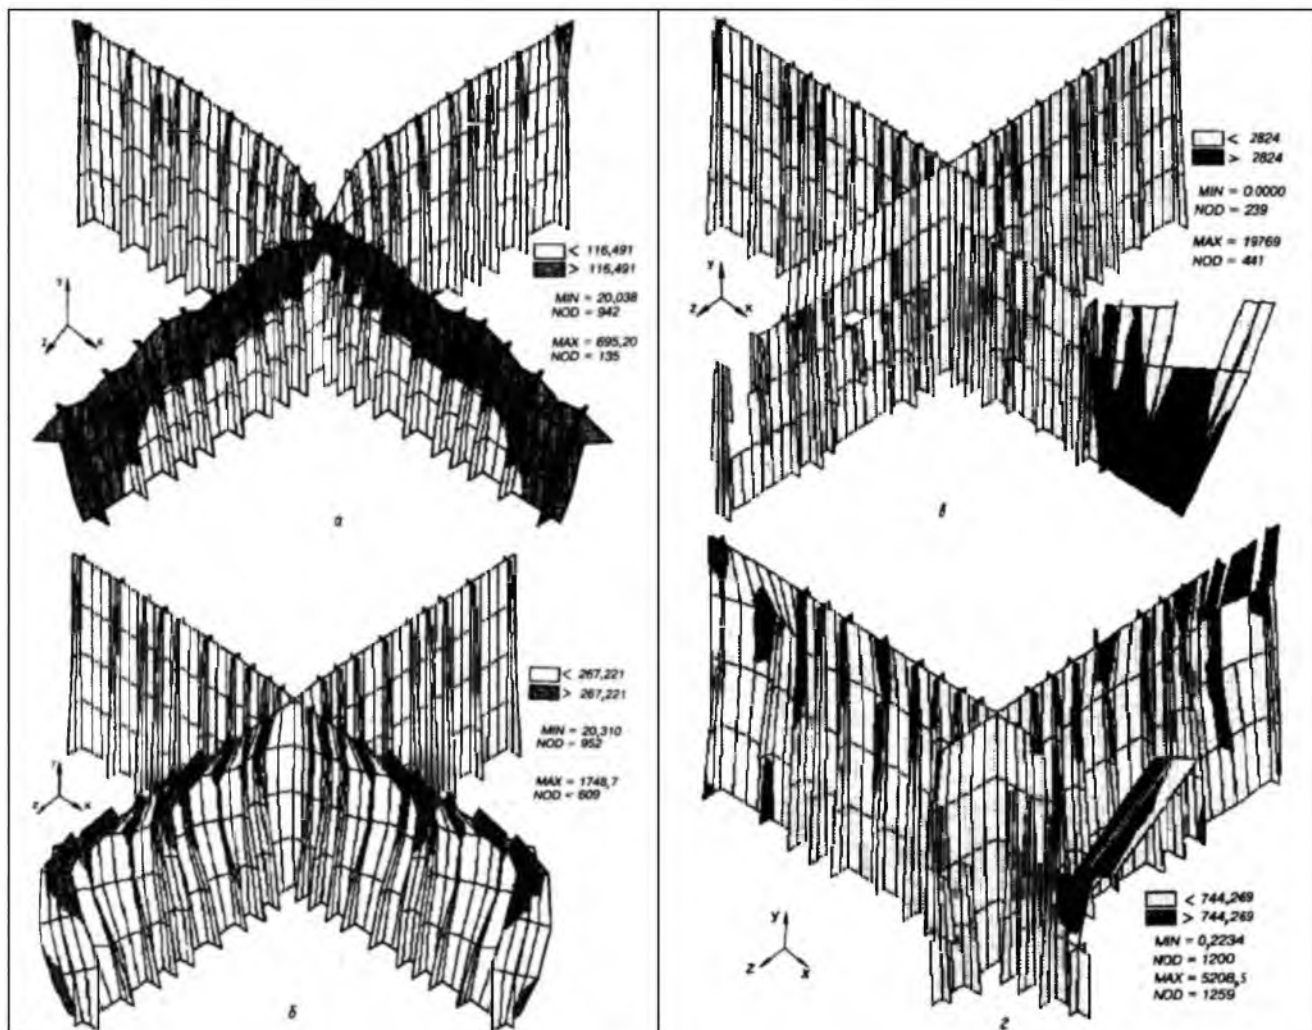 < 116,491
> 116,491
MIN = 20,038
NOD = 942
MAX = 695,20
NOD = 135
y
z
x
а
< 2824
> 2824
MIN = 0.0000
NOD = 239
MAX = 19769
NOD = 441
y
z
x
в
< 267,221
> 267,221
MIN = 20,310
NOD = 952
MAX = 1748,7
NOD = 609
z
x
б
< 744,269
> 744,269
MIN = 0,2234
NOD = 1200
MAX = 5208,5
NOD = 1259
y
z
x
г